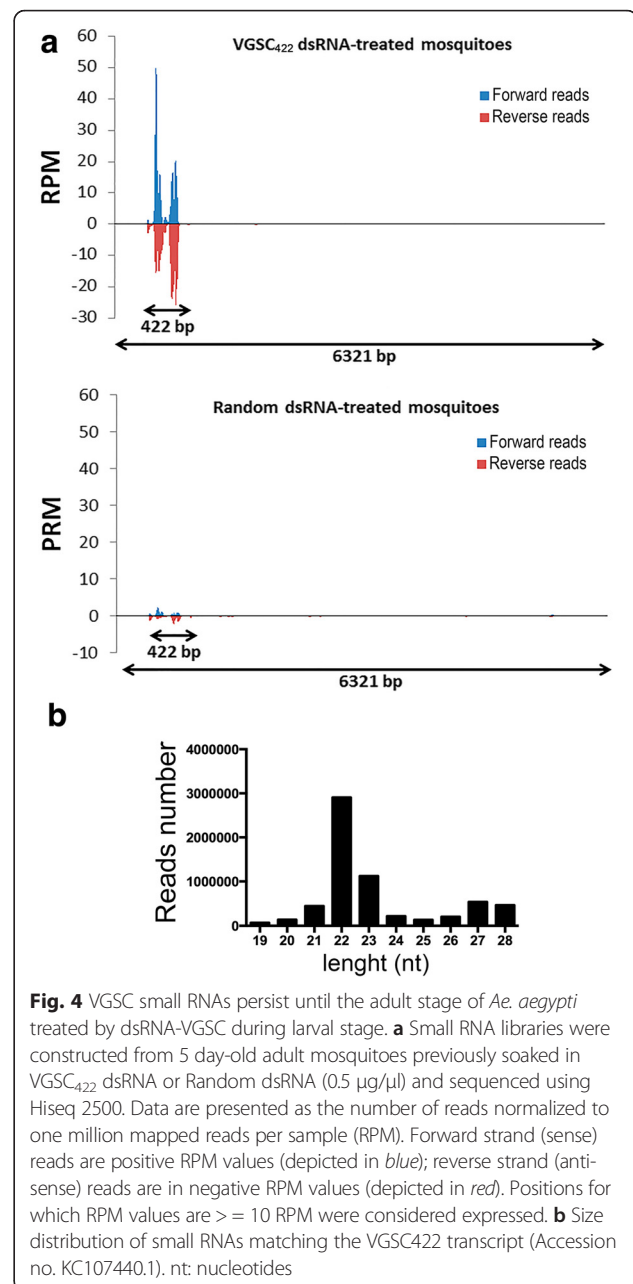 a
VGSC422 dsRNA-treated mosquitoes
60
50
40
30
20
10
0
-10
-20
-30
RPM
Forward reads
Reverse reads
422 bp
6321 bp
Random dsRNA-treated mosquitoes
60
50
40
30
20
10
0
-10
PRM
Forward reads
Reverse reads
422 bp
6321 bp
b
Reads number
4000000
3000000
2000000
1000000
0
19 20 21 22 23 24 25 26 27 28
lenght (nt)
Fig. 4 VGSC small RNAs persist until the adult stage of Ae. aegypti
treated by dsRNA-VGSC during larval stage. a Small RNA libraries were
constructed from 5 day-old adult mosquitoes previously soaked in
VGSC422 dsRNA or Random dsRNA (0.5 μg/μl) and sequenced using
Hiseq 2500. Data are presented as the number of reads normalized to
one million mapped reads per sample (RPM). Forward strand (sense)
reads are positive RPM values (depicted in blue); reverse strand (anti-
sense) reads are in negative RPM values (depicted in red). Positions for
which RPM values are > = 10 RPM were considered expressed. b Size
distribution of small RNAs matching the VGSC422 transcript (Accession
no. KC107440.1). nt: nucleotides